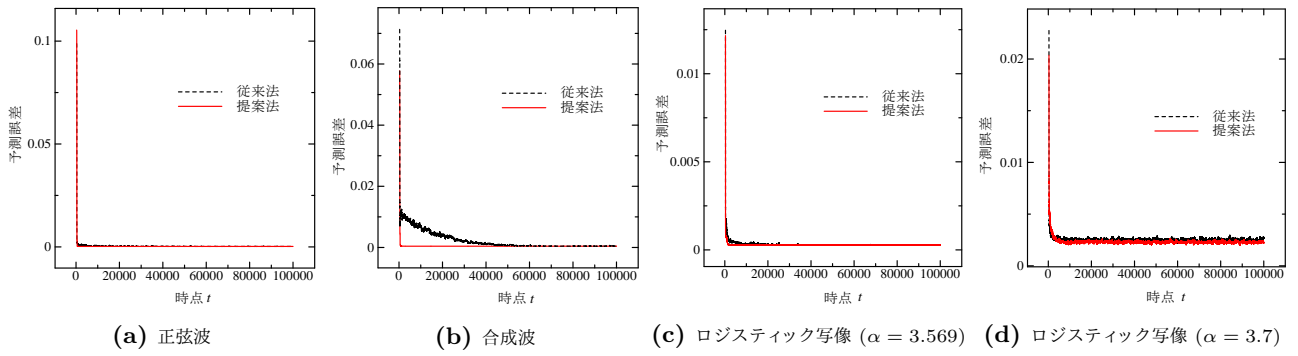 0.1
0.05
0
予測誤差
従来法
提案法
0
20000
40000
60000
80000
100000
時点 t
(a) 正弦波
0.06
0.04
0.02
0
予測誤差
従来法
提案法
0
20000
40000
60000
80000
100000
時点 t
(b) 合成波
0.01
0.005
0
予測誤差
従来法
提案法
0
20000
40000
60000
80000
100000
時点 t
(c) ロジスティック写像 (α = 3.569)
0.02
0.01
0
予測誤差
従来法
提案法
0
20000
40000
60000
80000
100000
時点 t
(d) ロジスティック写像 (α = 3.7)